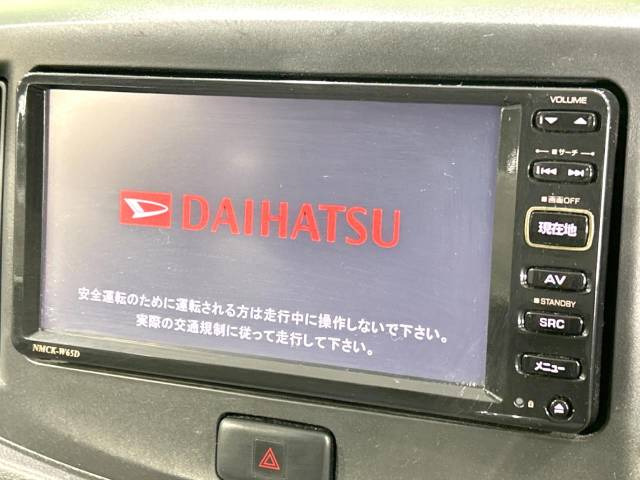 VOLUME
■サーチ
■画面OFF
現在地
AV
■STANDBY
SRC
メニュー
DAIHATSU
安全運転のために運転される方は走行中に操作しないで下さい。
実際の交通規制に従って走行して下さい。
NMCK-W65D